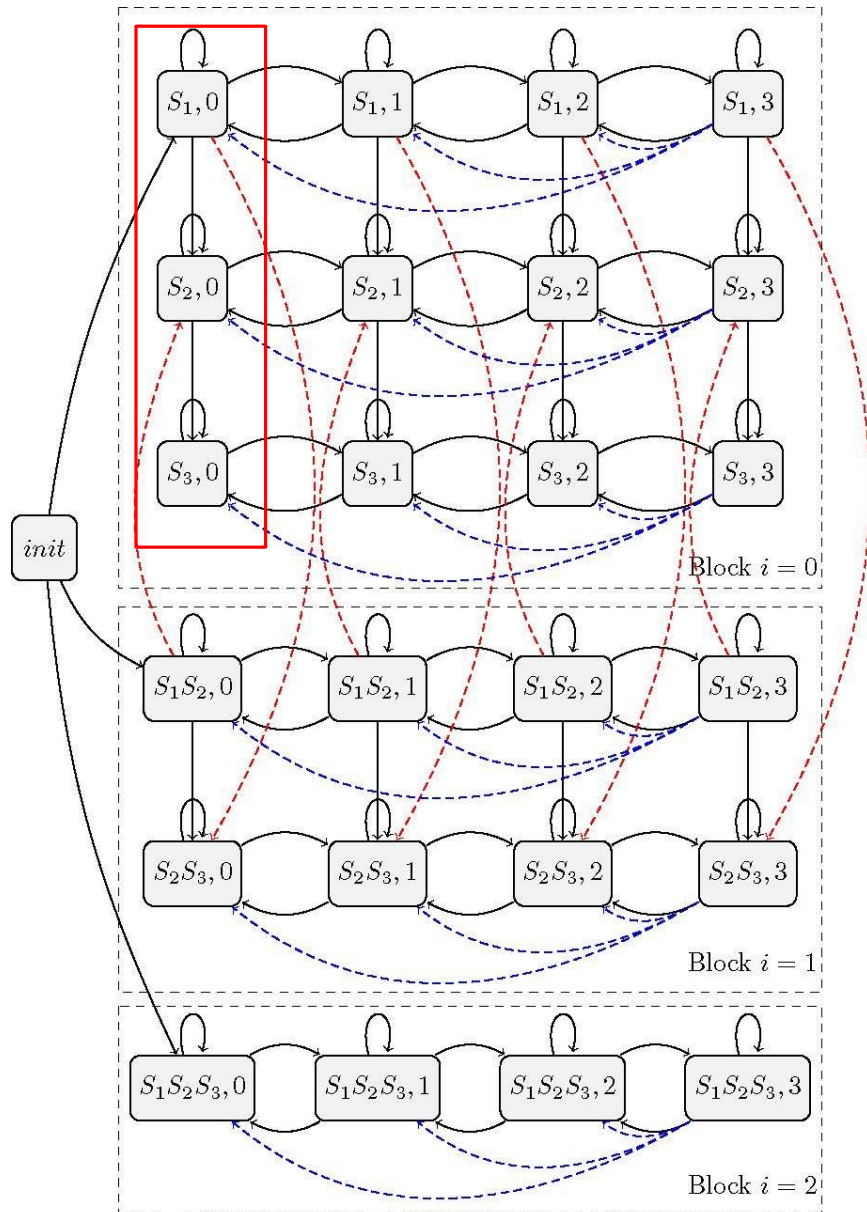 S₁, 0 S₁, 1 S₁, 2 S₁, 3
S₂, 0 S₂, 1 S₂, 2 S₂, 3
S₃, 0 S₃, 1 S₃, 2 S₃, 3
init
Block i = 0
S₁S₂, 0 S₁S₂, 1 S₁S₂, 2 S₁S₂, 3
S₂S₃, 0 S₂S₃, 1 S₂S₃, 2 S₂S₃, 3
Block i = 1
S₁S₂S₃, 0 S₁S₂S₃, 1 S₁S₂S₃, 2 S₁S₂S₃, 3
Block i = 2